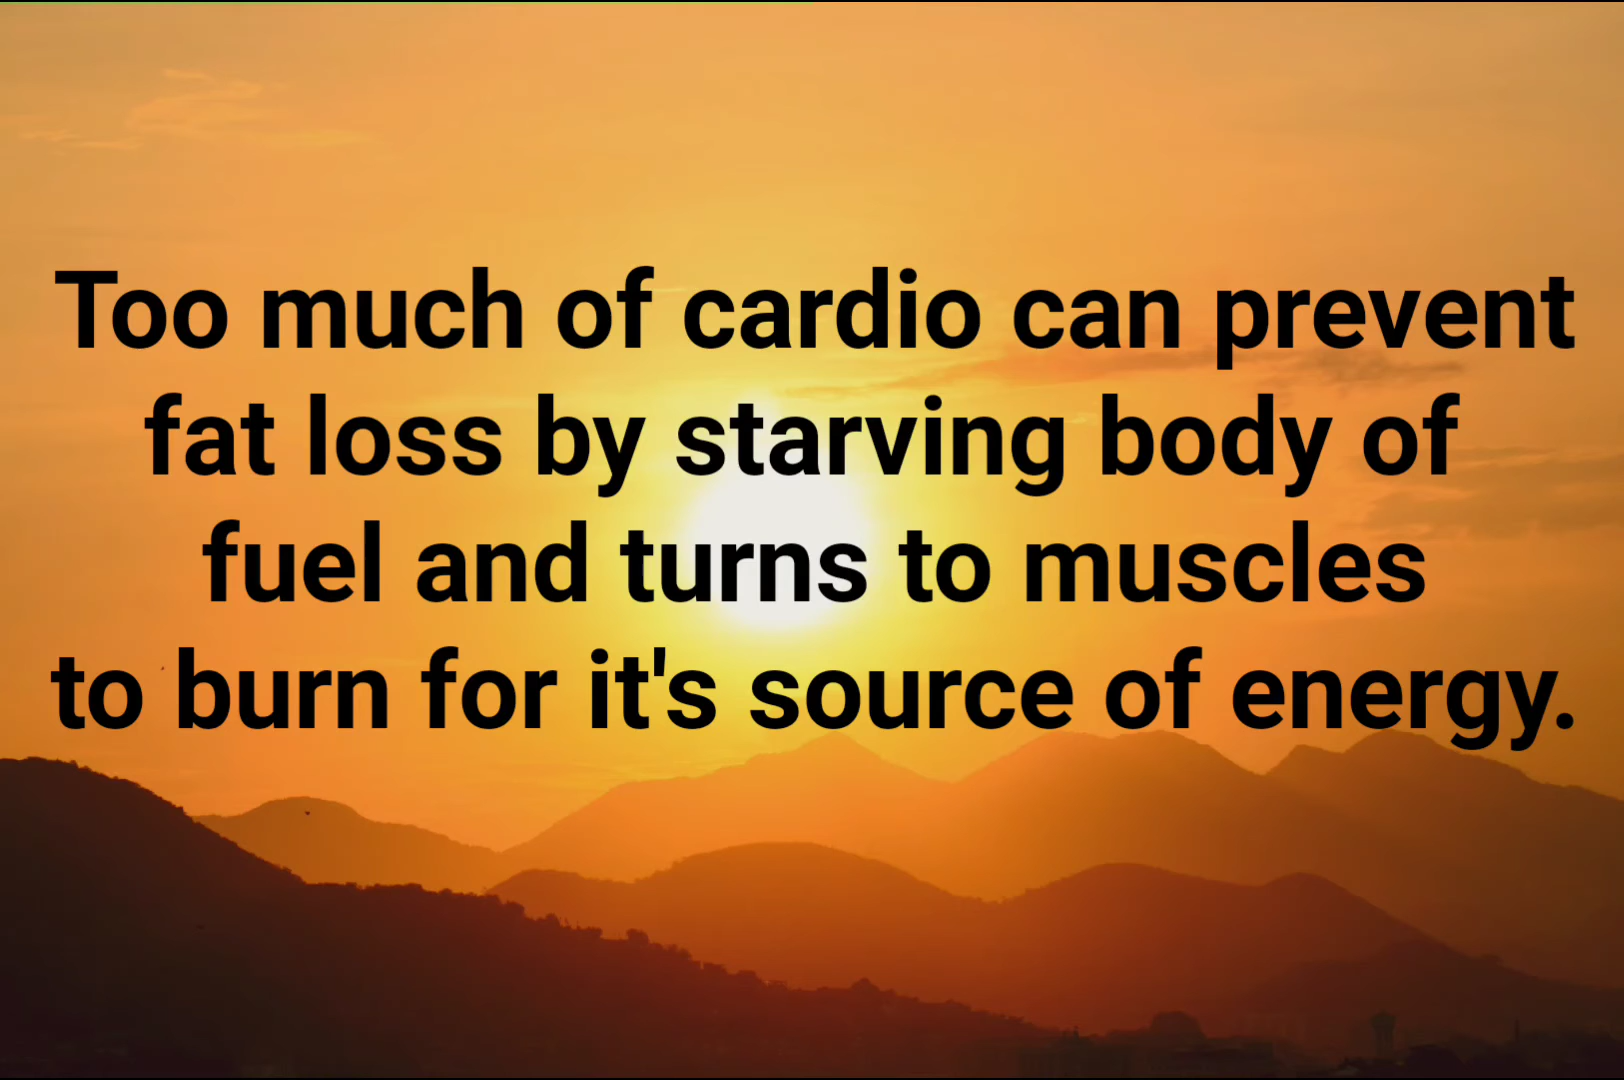 Too much of cardio can prevent
fat loss by starving body of
fuel and turns to muscles
to burn for it's source of energy.